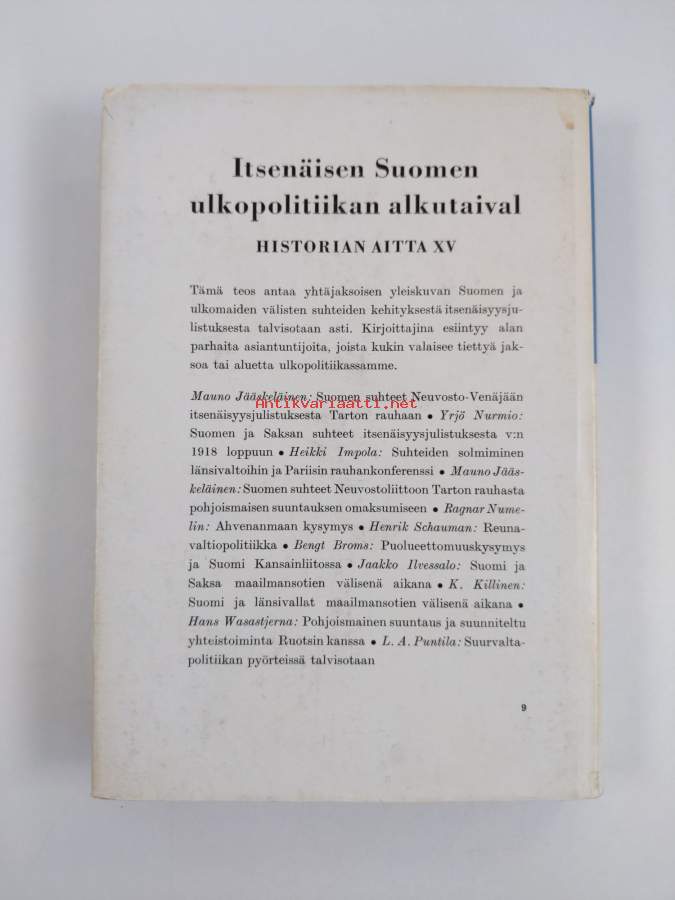 Itsenäisen Suomen
ulkopolitiikan alkutaival
HISTORIAN AITTA XV
Tämä teos antaa yhtäjaksoisen yleiskuvan Suomen ja
ulkomaiden välisten suhteiden kehityksestä itsenäisyysju-
listuksesta talvisotaan asti. Kirjoittajina esiintyy alan
parhaita asiantuntijoita, joista kukin valaisee tiettyä jak-
soa tai aluetta ulkopolitiikassamme.
Mauno Jääskeläinen: Suomen suhteet Neuvosto-Venäjään
Antikvariaatti.net
itsenäisyysjulistuksesta Tarton rauhaan • Yrjö Nurmio:
Suomen ja Saksan suhteet itsenäisyysjulistuksesta v:n
1918 loppuun • Heikki Impola: Suhteiden solmiminen
länsivaltoihin ja Pariisin rauhankonferenssi • Mauno Jääs-
keläinen: Suomen suhteet Neuvostoliittoon Tarton rauhasta
pohjoismaisen suuntauksen omaksumiseen • Ragnar Nume-
lin: Ahvenanmaan kysymys • Henrik Schauman: Reuna-
valtiopolitiikka • Bengt Broms: Puolueettomuuskysymys
ja Suomi Kansainliitossa • Jaakko Ilvessalo: Suomi ja
Saksa maailmansotien välisenä aikana • K. Killinen:
Suomi ja länsivallat maailmansotien välisenä aikana •
Hans Wasastjerna: Pohjoismainen suuntaus ja suunniteltu
yhteistoiminta Ruotsin kanssa • L. A. Puntila: Suurvalta-
politiikan pyörteissä talvisotaan
9